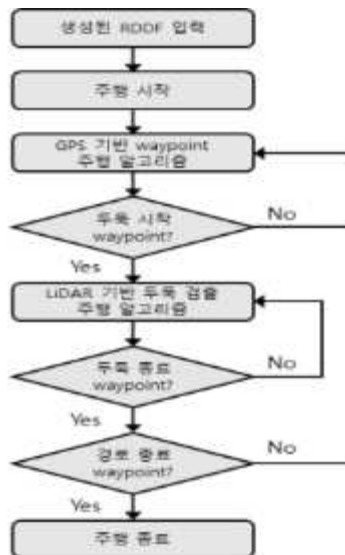 생성된 RDDF 입력
주행 시작
GPS 기반 waypoint
주행 알고리즘
두둑 시작
waypoint?
No
Yes
LiDAR 기반 두둑 검출
주행 알고리즘
두둑 종료
waypoint?
No
Yes
경로 종료
waypoint?
No
Yes
주행 종료